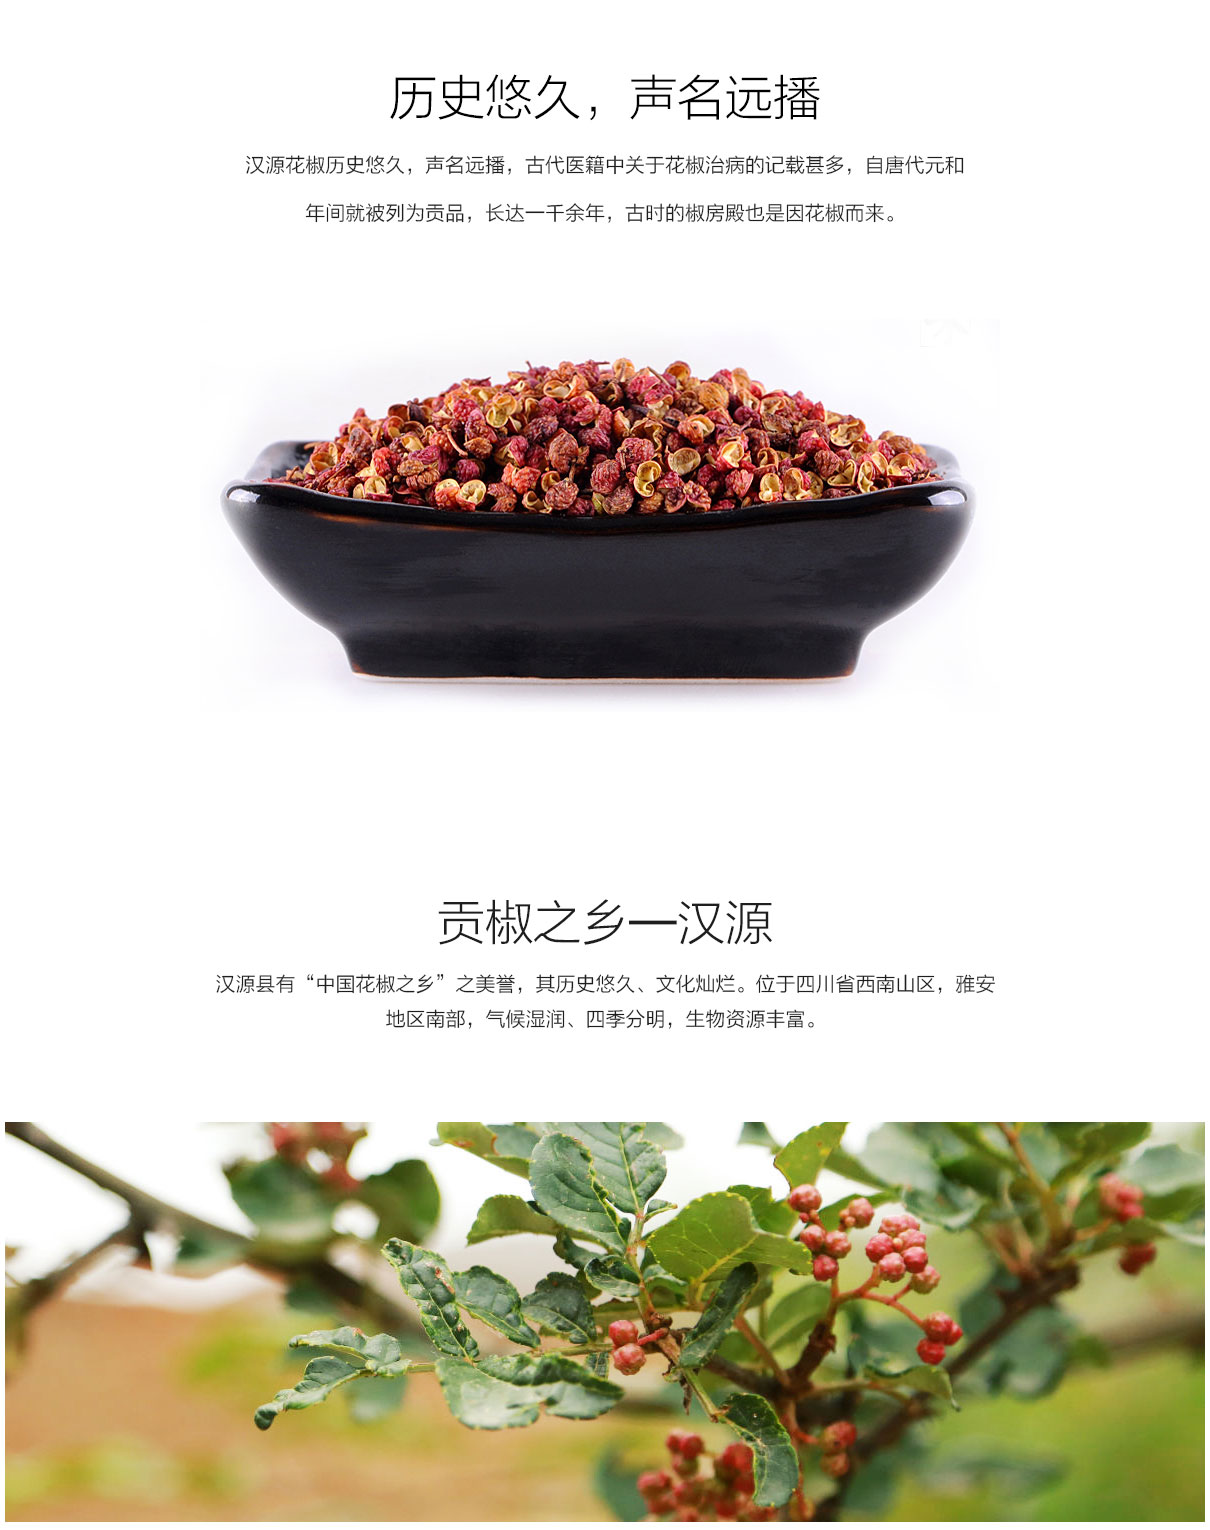 历史悠久，声名远播
汉源花椒历史悠久，声名远播，古代医籍中关于花椒治病的记载甚多，自唐代元和
年间就被列为贡品，长达一千余年，古时的椒房殿也是因花椒而来。
贡椒之乡—汉源
汉源县有“中国花椒之乡”之美誉，其历史悠久、文化灿烂。位于四川省西南山区，雅安
地区南部，气候湿润、四季分明，生物资源丰富。